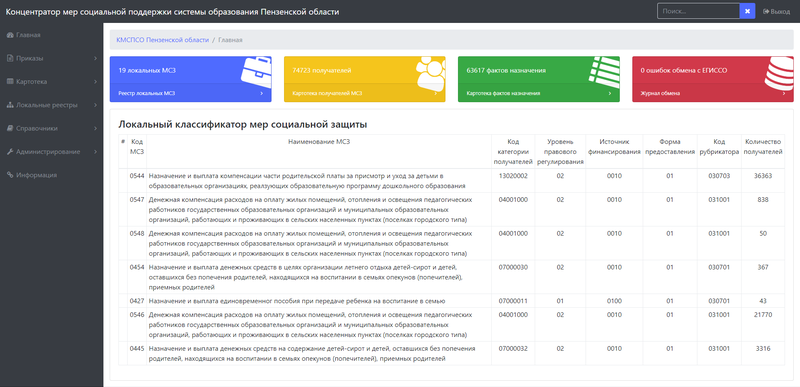 Концентратор мер социальной поддержки системы образования Пензенской области
Поиск...
Выход
Главная
Приказы
Картотека
Локальные реестры
Справочники
Администрирование
Информация
КМСПСО Пензенской области / Главная
19 локальных МСЗ
Реестр локальных МСЗ
74723 получателей
Картотека получателей МСЗ
63617 фактов назначения
Картотека фактов назначения
0 ошибок обмена с ЕГИССО
Журнал обмена
Локальный классификатор мер социальной защиты
# Код МСЗ Наименование МСЗ Код категории получателей Уровень правового регулирования Источник финансирования Форма предоставления Код рубрикатора Количество получателей
0544 Назначение и выплата компенсации части родительской платы за присмотр и уход за детьми в 13020002 02 0010 01 030703 36363
образовательных организациях, реализующих образовательную программу дошкольного образования
0547 Денежная компенсация расходов на оплату жилых помещений, отопления и освещения педагогических 04001000 02 0010 01 031001 838
работников государственных образовательных организаций и муниципальных образовательных
организаций, работающих и проживающих в сельских населенных пунктах (поселках городского типа)
0548 Денежная компенсация расходов на оплату жилых помещений, отопления и освещения педагогических 04001000 02 0010 01 031001 50
работников государственных образовательных организаций и муниципальных образовательных
организаций, работающих и проживающих в сельских населенных пунктах (поселках городского типа)
0454 Назначение и выплата денежных средств в целях организации летнего отдыха детей-сирот и детей, 07000030 02 0010 01 030701 367
оставшихся без попечения родителей, находящихся на воспитании в семьях опекунов (попечителей),
приемных родителей
0427 Назначение и выплата единовременног пособия при передаче ребенка на воспитание в семью 07000011 01 0100 01 030701 43
0546 Денежная компенсация расходов на оплату жилых помещений, отопления и освещения педагогических 04001000 02 0010 01 031001 21770
работников государственных образовательных организаций и муниципальных образовательных
организаций, работающих и проживающих в сельских населенных пунктах (поселках городского типа)
0445 Назначение и выплата денежных средств на содержание детей-сирот и детей, оставшихся без попечения 07000032 02 0010 01 031001 3316
родителей, находящихся на воспитании в семьях опекунов (попечителей), приемных родителей